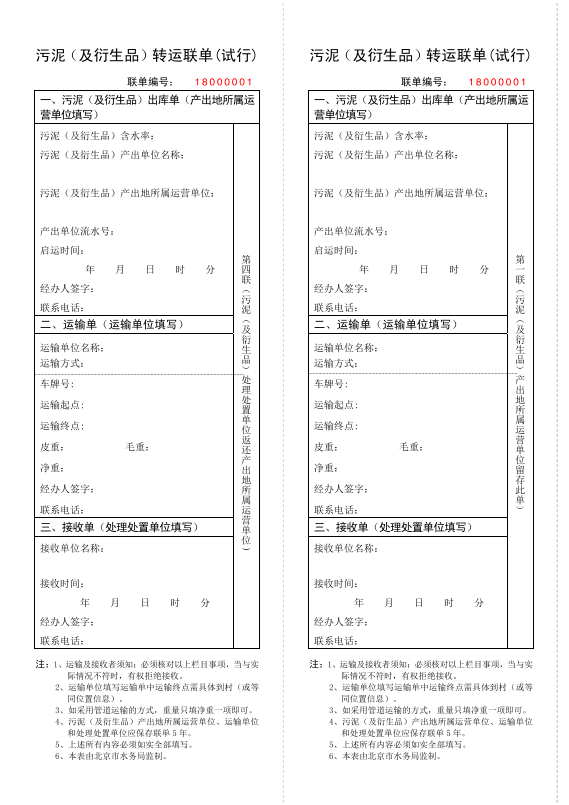 污泥（及衍生品）转运联单(试行)
联单编号： 18000001
一、污泥（及衍生品）出库单（产出地所属运
营单位填写）
污泥（及衍生品）含水率；
污泥（及衍生品）产出单位名称；
污泥（及衍生品）产出地所属运营单位；
产出单位流水号；
启运时间：
年 月 日 时 分
经办人签字；
联系电话；
二、运输单（运输单位填写）
运输单位名称；
运输方式；
车牌号：
运输起点：
运输终点：
皮重； 毛重；
净重；
经办人签字；
联系电话；
三、接收单（处理处置单位填写）
接收单位名称；
接收时间；
年 月 日 时 分
经办人签字；
联系电话；
第四联（污泥（及衍生品）处理处置单位返还产出地所属运营单位）
注：1、运输及接收者须知：必须核对以上栏目事项，当与实
际情况不符时，有权拒绝接收。
2、运输单位填写运输单中运输终点需具体到村（或等
同位置信息）。
3、如采用管道运输的方式，重量只填净重一项即可。
4、污泥（及衍生品）产出地所属运营单位、运输单位
和处理处置单位应保存联单 5 年。
5、上述所有内容必须如实全部填写。
6、本表由北京市水务局监制。
污泥（及衍生品）转运联单(试行)
联单编号： 18000001
一、污泥（及衍生品）出库单（产出地所属运
营单位填写）
污泥（及衍生品）含水率；
污泥（及衍生品）产出单位名称；
污泥（及衍生品）产出地所属运营单位；
产出单位流水号；
启运时间：
年 月 日 时 分
经办人签字；
联系电话；
二、运输单（运输单位填写）
运输单位名称；
运输方式；
车牌号：
运输起点：
运输终点：
皮重； 毛重；
净重；
经办人签字；
联系电话；
三、接收单（处理处置单位填写）
接收单位名称；
接收时间；
年 月 日 时 分
经办人签字；
联系电话；
第一联（污泥（及衍生品）产出地所属运营单位留存此单）
注：1、运输及接收者须知：必须核对以上栏目事项，当与实
际情况不符时，有权拒绝接收。
2、运输单位填写运输单中运输终点需具体到村（或等
同位置信息）。
3、如采用管道运输的方式，重量只填净重一项即可。
4、污泥（及衍生品）产出地所属运营单位、运输单位
和处理处置单位应保存联单 5 年。
5、上述所有内容必须如实全部填写。
6、本表由北京市水务局监制。